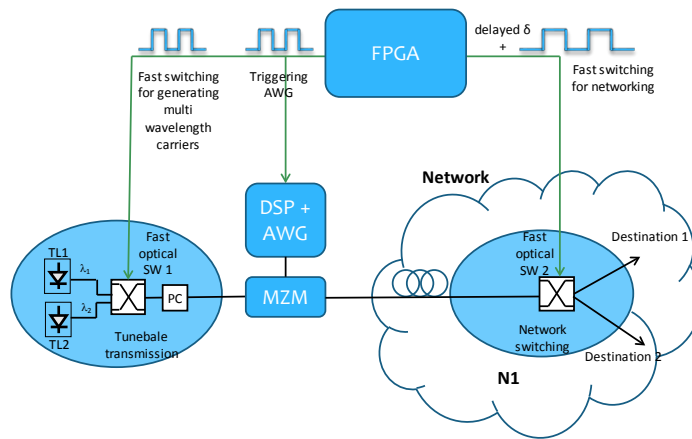 FPGA
delayed δ
+
Fast switching
for generating
multi
wavelength
carriers
Triggering
AWG
Fast switching
for networking
Network
DSP +
AWG
MZM
TL1
λ1
λ2
TL2
Fast
optical
SW 1
PC
Tunebale
transmission
Fast
optical
SW 2
Network
switching
Destination 1
Destination 2
N1